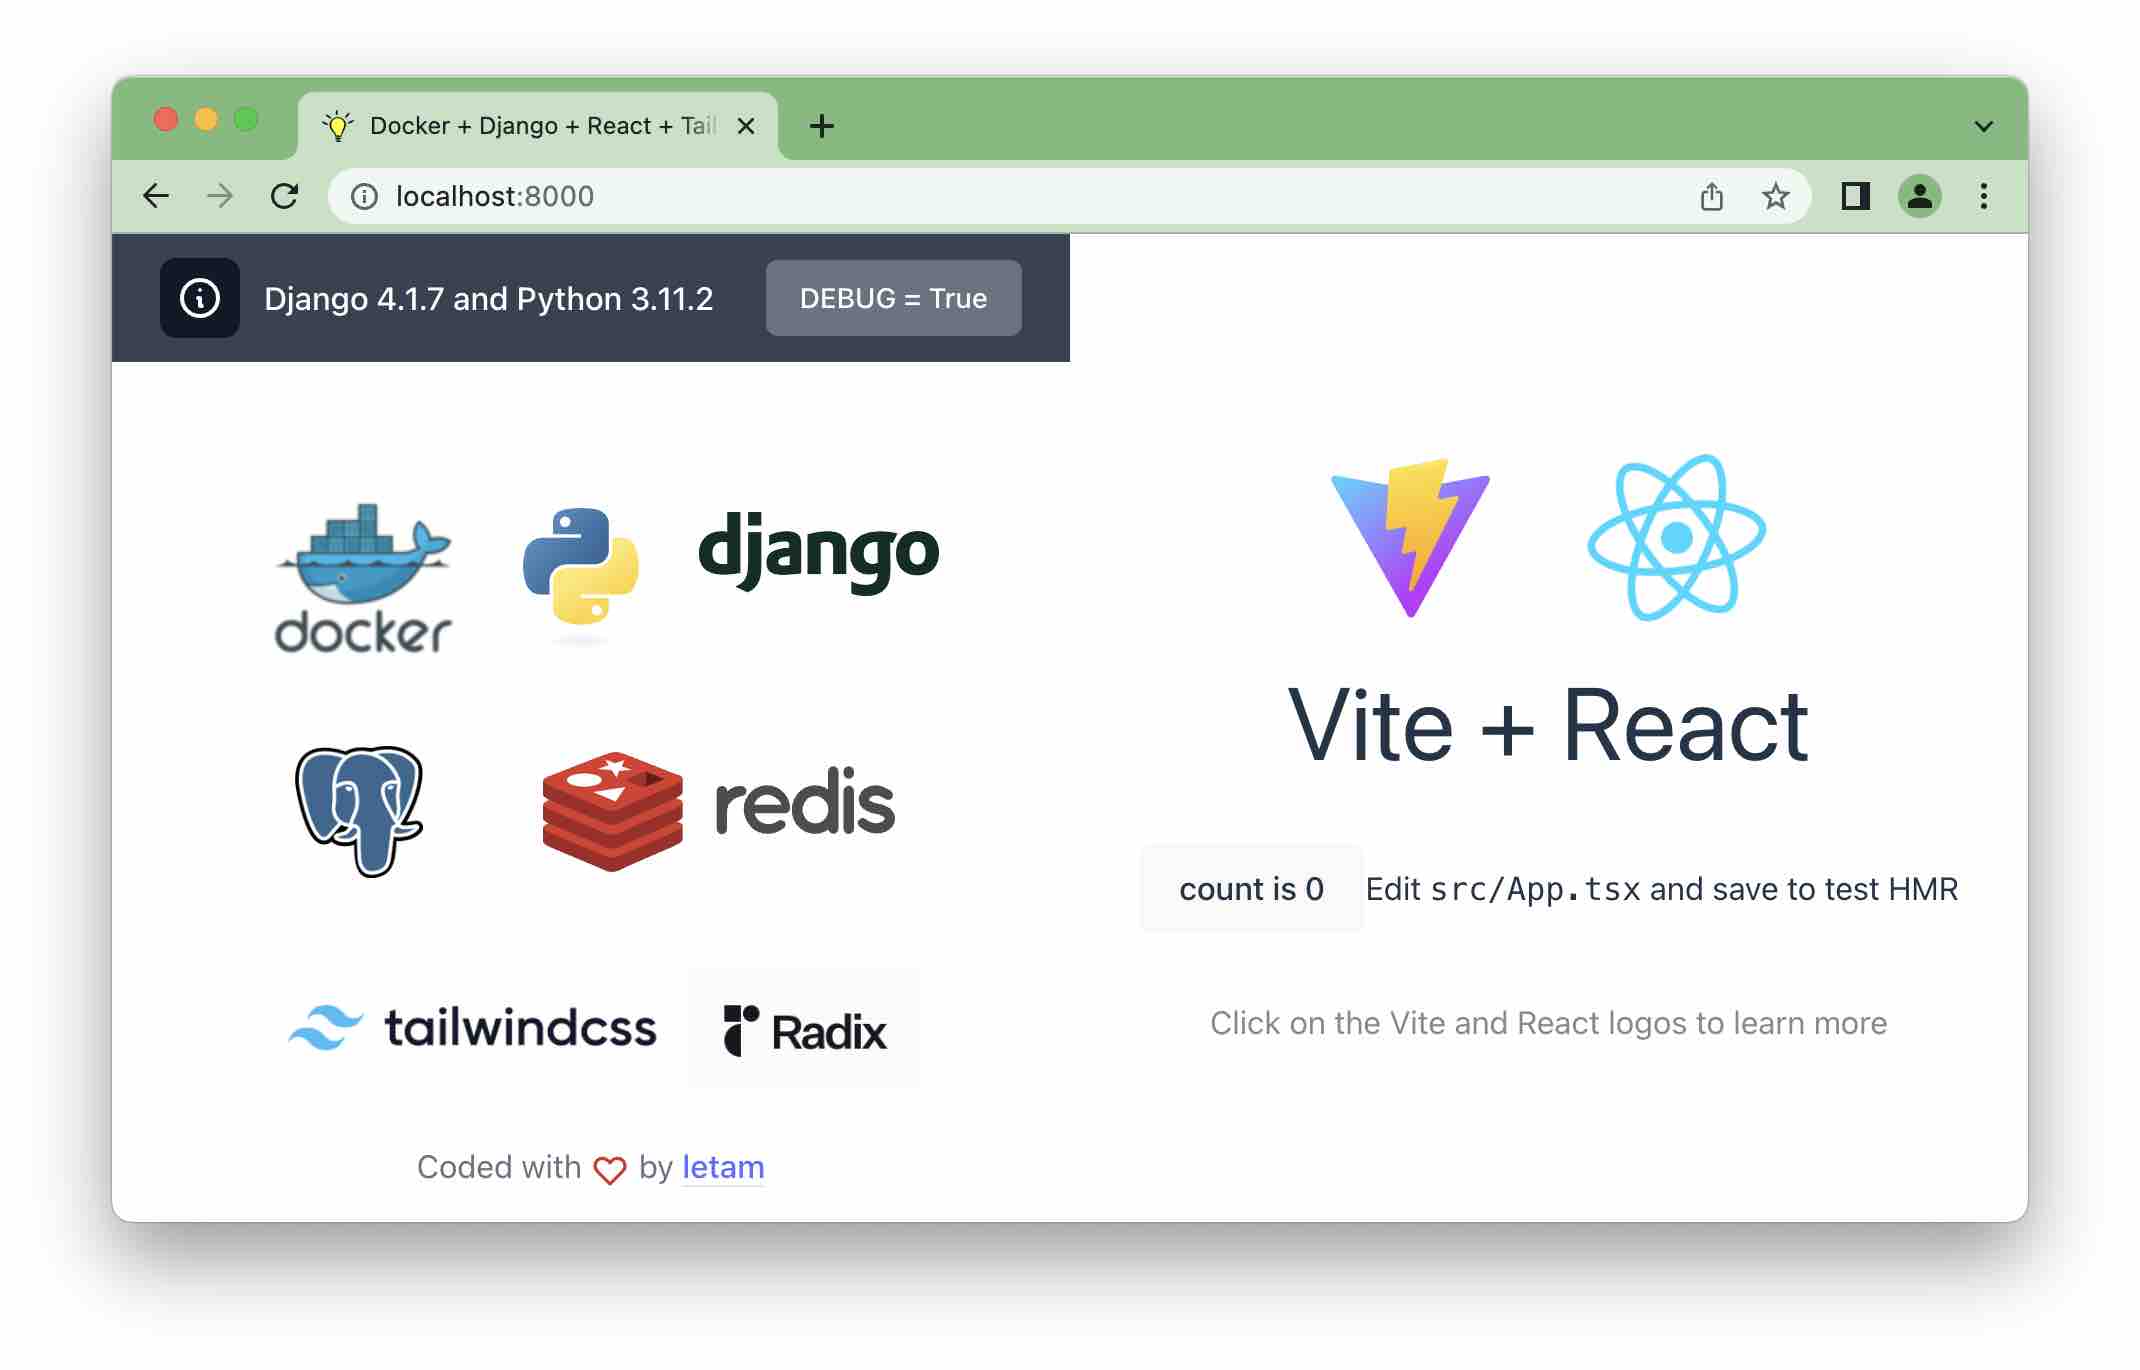 Docker + Django + React + Tail
localhost:8000
Django 4.1.7 and Python 3.11.2
DEBUG = True
docker
django
redis
tailwindcss
Radix
Coded with by letam
Vite + React
count is 0
Edit src/App.tsx and save to test HMR
Click on the Vite and React logos to learn more